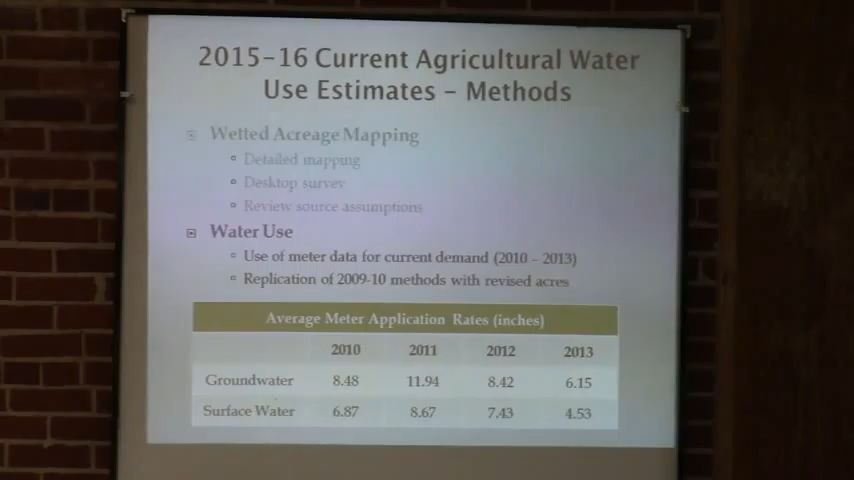 2015-16 Current Agricultural Water
Use Estimates – Methods
Wetted Acreage Mapping
Detailed mapping
Desktop survey
Review source assumptions
Water Use
Use of meter data for current demand (2010 – 2013)
Replication of 2009-10 methods with revised acres
Average Meter Application Rates (inches)
2010 2011 2012 2013
Groundwater 8.48 11.94 8.42 6.15
Surface Water 6.87 8.67 7.43 4.53